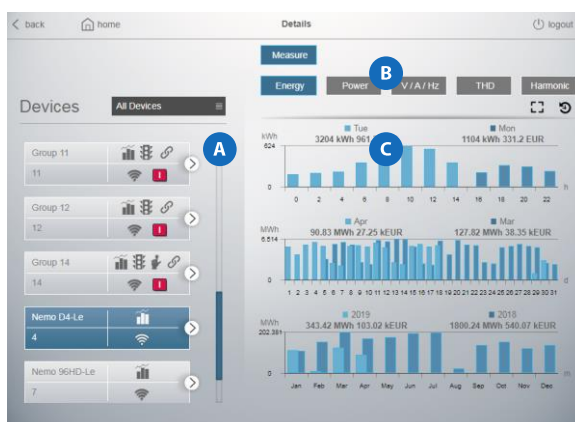 back
home
Details
logout
Measure
Energy
Power
V / A / Hz
THD
Harmonic
B
Devices
All Devices
A
Group 11
11
Group 12
12
Group 14
14
Nemo D4-Le
4
Nemo 96HD-Le
7
kWh
624
0
Tue
3204 kWh 961
Mon
1104 kWh 331.2 EUR
C
0 2 4 6 8 10 12 14 16 18 20 22 h
MWh
6.514
0
Apr
90.83 MWh 27.25 kEUR
Mar
127.82 MWh 38.35 kEUR
1 2 3 4 5 6 7 8 9 10 11 12 13 14 15 16 17 18 19 20 21 22 23 24 25 26 27 28 29 30 31 d
MWh
202.381
0
2019
343.42 MWh 103.02 kEUR
2018
1800.24 MWh 540.07 kEUR
Jan Feb Mar Apr May Jun Jul Aug Sep Oct Nov Dec m